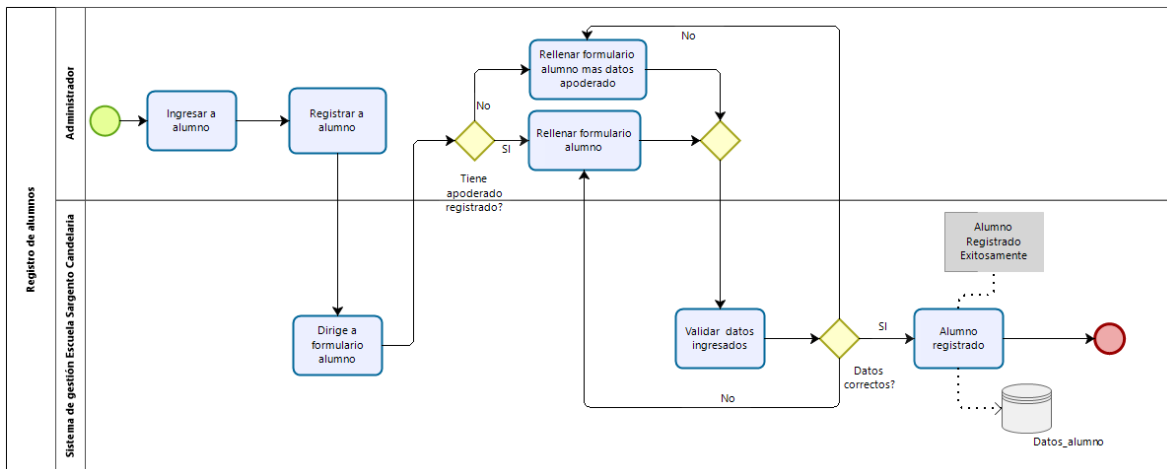 Registro de alumnos
Administrador
Ingresar a
alumno
Registrar a
alumno
No
SI
Tiene
apoderado
registrado?
Rellenar formulario
alumno mas datos
apoderado
Rellenar formulario
alumno
No
Sistema de gestión Escuela Sargento Candelaria
Dirige a
formulario
alumno
Validar datos
ingresados
SI
Datos
correctos?
No
Alumno
Registrado
Exitosamente
Alumno
registrado
Datos_alumno